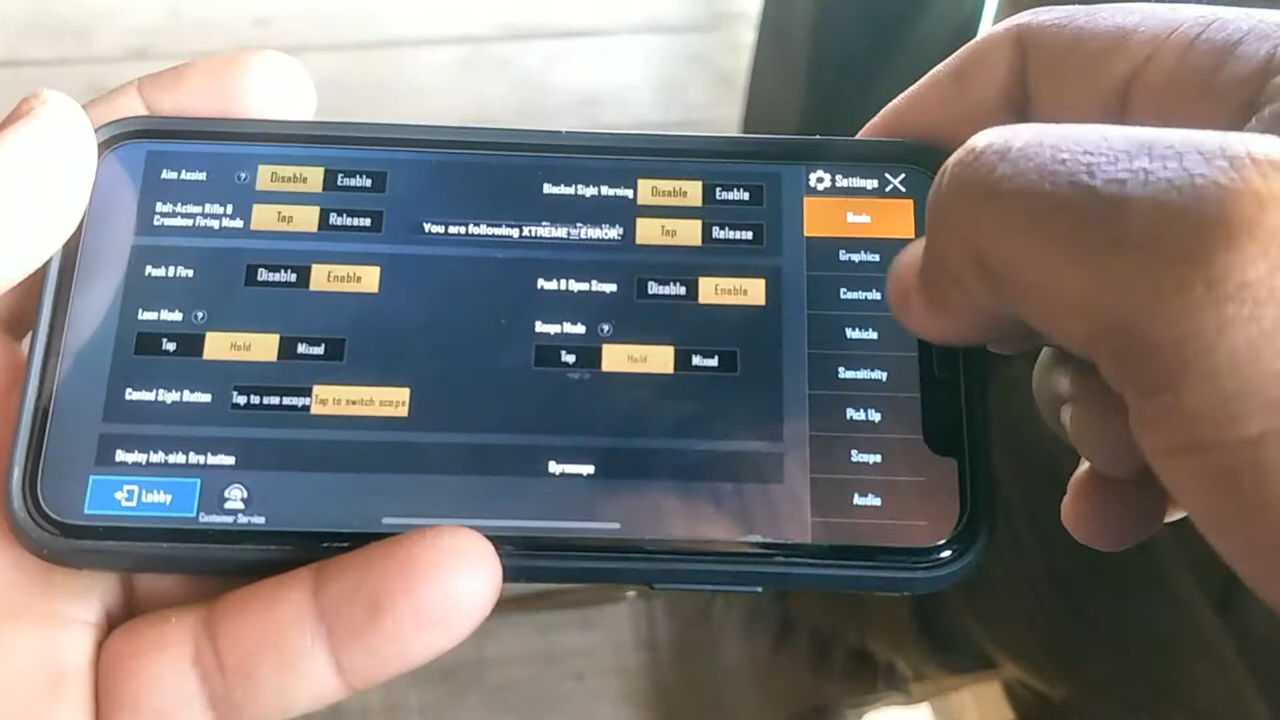 Aim Assist ? Disable Enable
Blocked Sight Warning Disable Enable
Bolt-Action Rifle &
Crossbow Firing Mode Tap Release
You are following XTREME ERROR.
Tap Release
Peek & Fire Disable Enable
Peek & Open Scope Disable Enable
Lean Mode ?
Tap Hold Mixed
Scope Mode ?
Tap Hold Mixed
Canted Sight Button Tap to use scope Tap to switch scope
Display left-side fire button
Gyroscope
Lobby
Customer Service
Settings
Basic
Graphics
Controls
Vehicle
Sensitivity
Pick Up
Scope
Audio